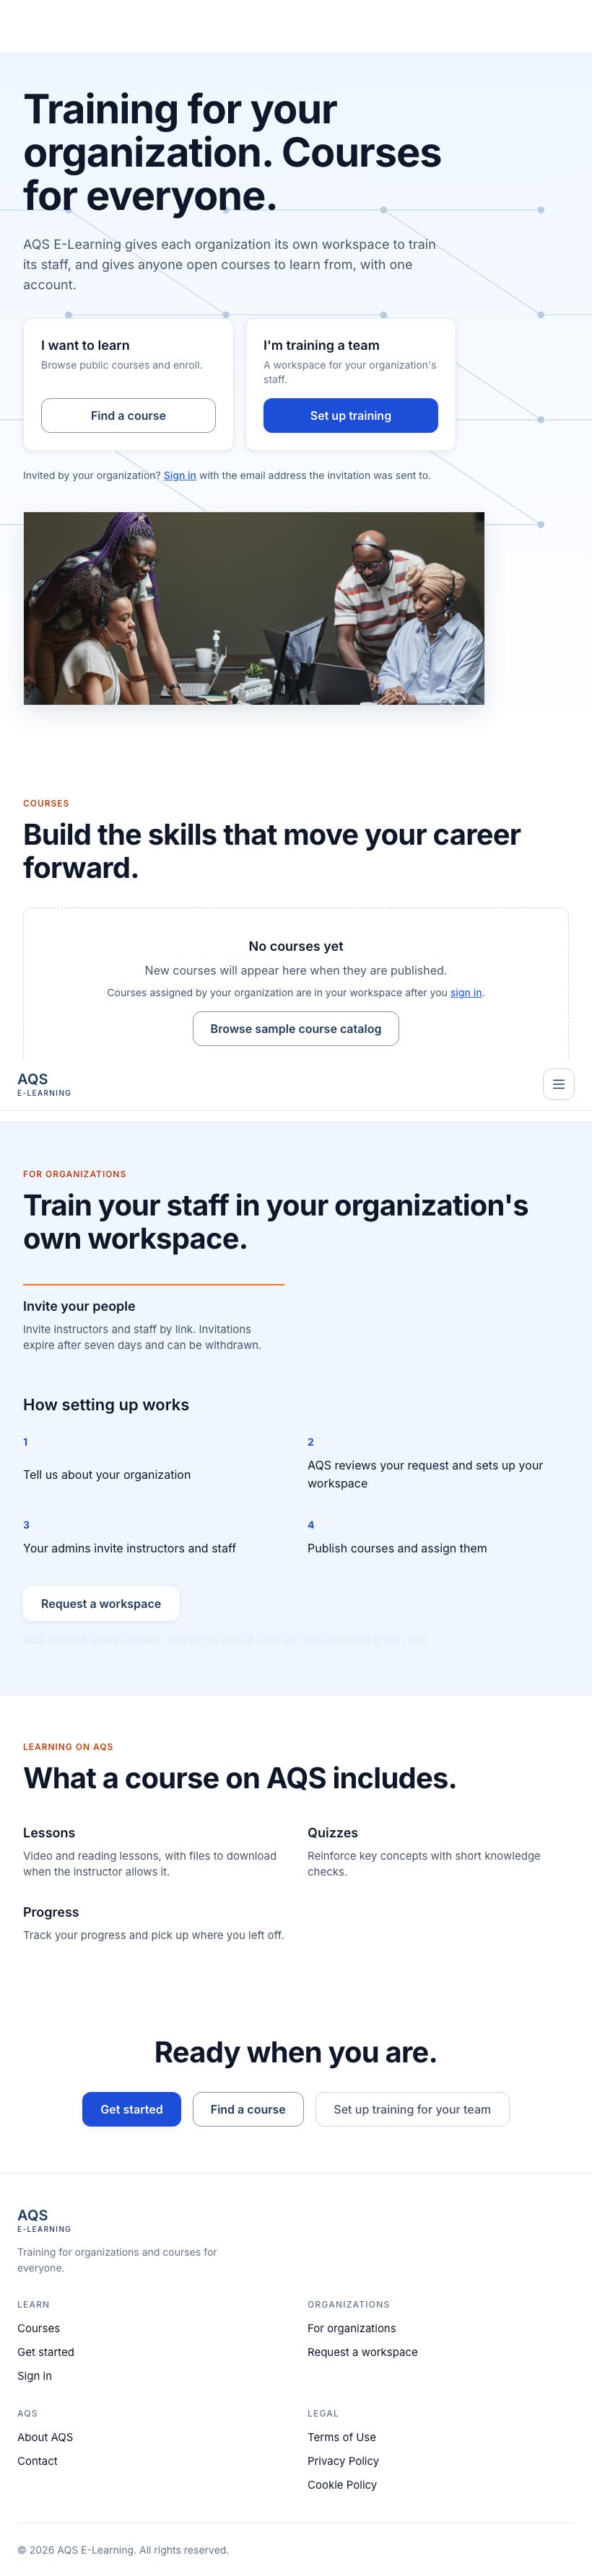 Training for your
organization. Courses
for everyone.
AQS E-Learning gives each organization its own workspace to train
its staff, and gives anyone open courses to learn from, with one
account.
I want to learn
Browse public courses and enroll.
Find a course
I'm training a team
A workspace for your organization's
staff.
Set up training
Invited by your organization? Sign in with the email address the invitation was sent to.
COURSES
Build the skills that move your career
forward.
No courses yet
New courses will appear here when they are published.
Courses assigned by your organization are in your workspace after you sign in.
Browse sample course catalog
AQS
E-LEARNING
FOR ORGANIZATIONS
Train your staff in your organization's
own workspace.
Invite your people
Invite instructors and staff by link. Invitations
expire after seven days and can be withdrawn.
How setting up works
1
Tell us about your organization
2
AQS reviews your request and sets up your
workspace
3
Your admins invite instructors and staff
4
Publish courses and assign them
Request a workspace
AQS reviews every request. Nothing is set up until we have checked it with you.
LEARNING ON AQS
What a course on AQS includes.
Lessons
Video and reading lessons, with files to download
when the instructor allows it.
Quizzes
Reinforce key concepts with short knowledge
checks.
Progress
Track your progress and pick up where you left off.
Ready when you are.
Get started
Find a course
Set up training for your team
AQS
E-LEARNING
Training for organizations and courses for
everyone.
LEARN
Courses
Get started
Sign in
ORGANIZATIONS
For organizations
Request a workspace
AQS
About AQS
Contact
LEGAL
Terms of Use
Privacy Policy
Cookie Policy
© 2026 AQS E-Learning. All rights reserved.